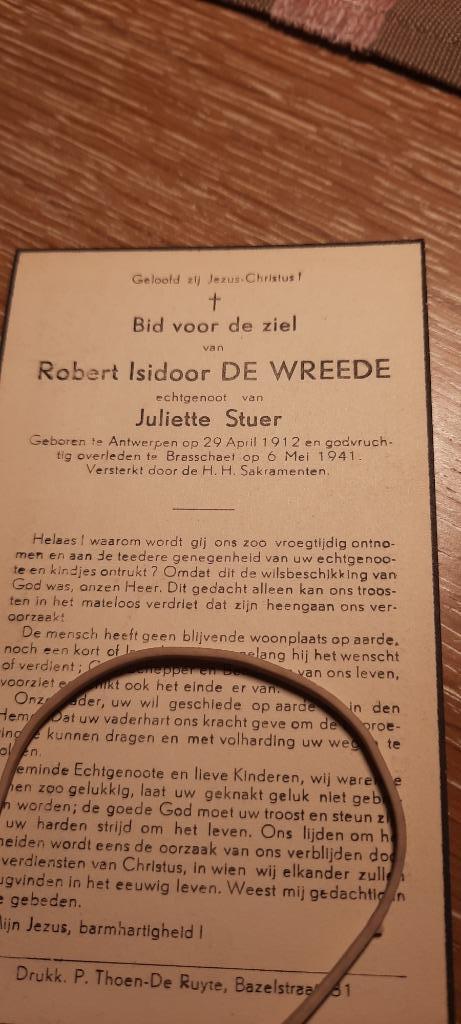 Geloofd zij Jezus-Christus!
Bid voor de ziel
van
Robert Isidoor DE WREEDE
echtgenoot van
Juliette Stuer
Geboren te Antwerpen op 29 April 1912 en godvruch-
tig overleden te Brasschaet op 6 Mei 1941.
Versterkt door de H. H. Sakramenten.
Helaas! waarom wordt gij ons zoo vroegtijdig ontno-
men en aan de teedere genegenheid van uw echtgenoo-
te en kindjes ontrukt? Omdat dit de wilsbeschikking van
God was, onzen Heer. Dit gedacht alleen kan ons troos-
ten in het mateloos verdriet dat zijn heengaan ons ver-
oorzaakt
De mensch heeft geen blijvende woonplaats op aarde,
noch een kort of hij het wenscht
of verdient; van ons leven,
voorziet ook het einde er van.
uw wil geschiede op aarde in den
Dat uw vaderhart ons kracht geve om de
kunnen dragen en met volharding uw te
Echtgenoote en lieve Kinderen, wij
zoo gelukkig, laat uw geknakt geluk niet
worden; de goede God moet uw troost en steun
uw harden strijd om het leven. Ons lijden om
wordt eens de oorzaak van ons verblijden
verdiensten van Christus, in wien wij elkander
in het eeuwig leven. Weest mij
gebeden.
Jezus, barmhartigheid!
Drukk. P. Thoen-De Ruyte, 31